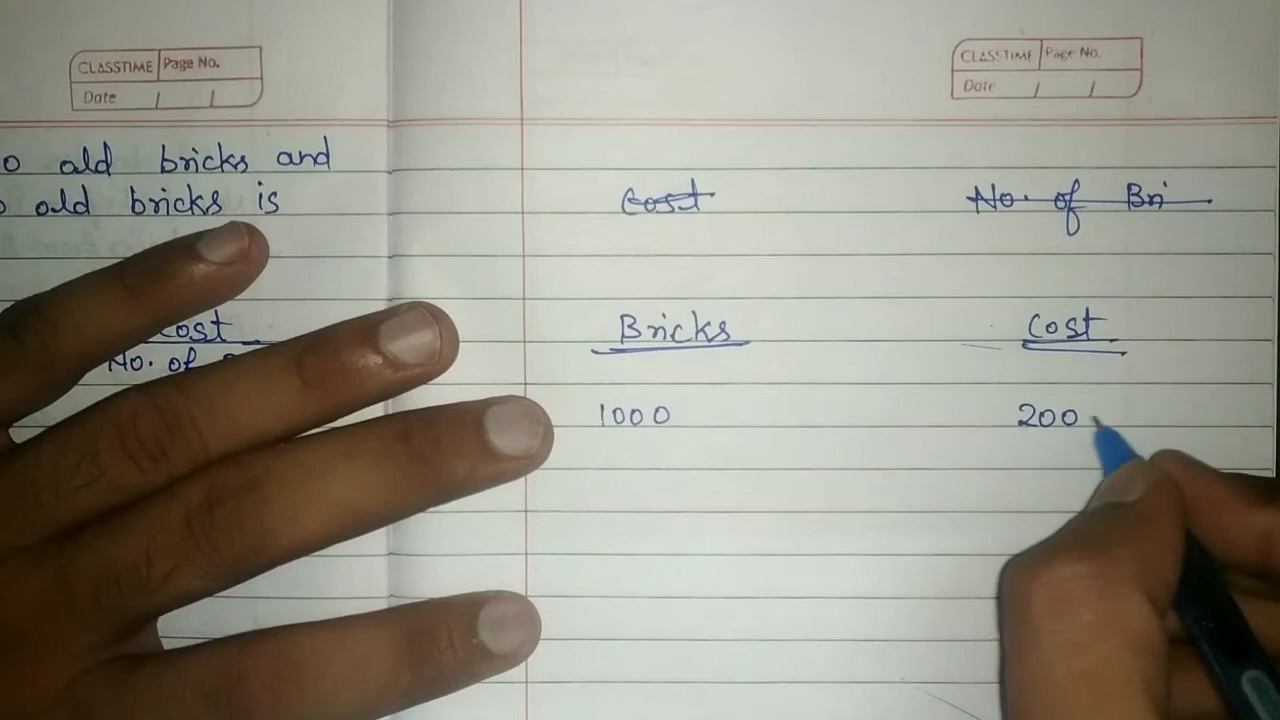 CLASSTIME Page No.
Date / /
CLASSTIME Page No.
Date / /
o old bricks and
old bricks is
Cost
No. of
Cost
No. of Bri
Bricks
Cost
1000
200